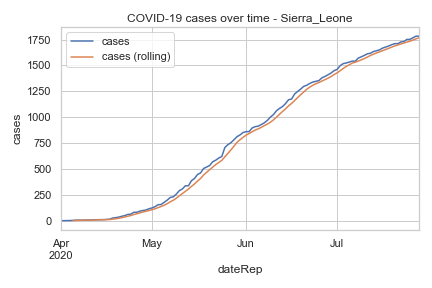 COVID-19 cases over time - Sierra_Leone
cases
cases (rolling)
1750
1500
1250
1000
750
500
250
0
cases
Apr
2020
May
Jun
Jul
dateRep